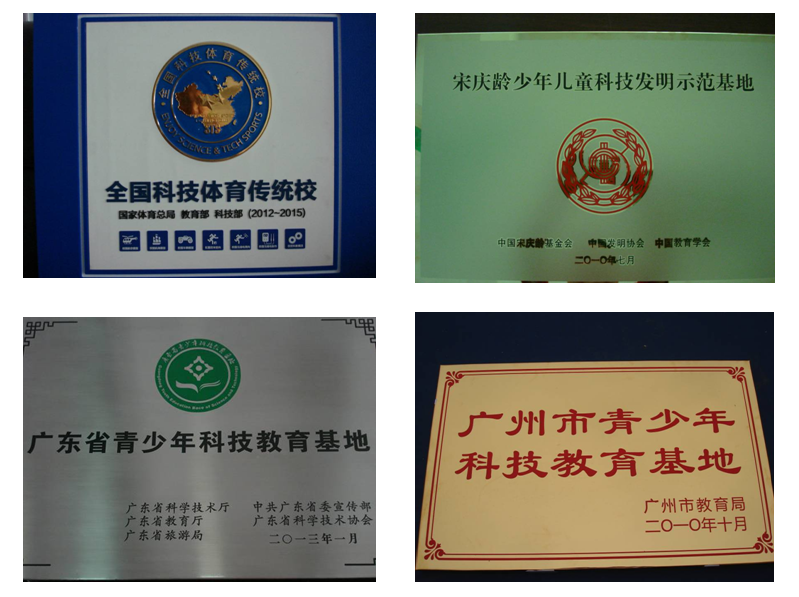 全国科技体育传统校
ENJOY SCIENCE & TECH SPORTS
全国科技体育传统校
国家体育总局 教育部 科技部 (2012~2015)
宋庆龄少年儿童科技发明示范基地
中国宋庆龄基金会 中国发明协会 中国教育学会
二〇一〇年七月
广东省青少年科技教育基地
广东省科学技术厅 中共广东省委宣传部
广东省教育厅 广东省科学技术协会
广东省旅游局 二〇一三年一月
广州市青少年
科技教育基地
广州市教育局
二〇一〇年十月